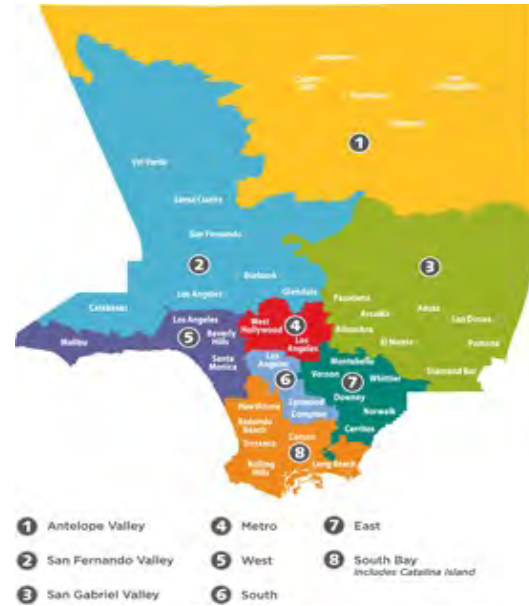 1
Val Verde
Santa Clarita
San Fernando
2
3
Burbank
Glendale
Los Angeles
Calabasas
Pasadena
Arcadia
Azusa
San Dimas
Los Angeles
West
Hollywood
4
Alhambra
Malibu
5
Beverly
Hills
Los
Angeles
El Monte
Pomona
Santa
Monica
Los
Angeles
Montebello
Diamond Bar
6
Vernon
7
Whittier
Lynwood
Downey
Hawthorne
Compton
Norwalk
Redondo
Beach
Carson
Cerritos
Torrance
8
Rolling
Hills
Long Beach
1 Antelope Valley
4 Metro
7 East
2 San Fernando Valley
5 West
8 South Bay
includes Catalina Island
3 San Gabriel Valley
6 South